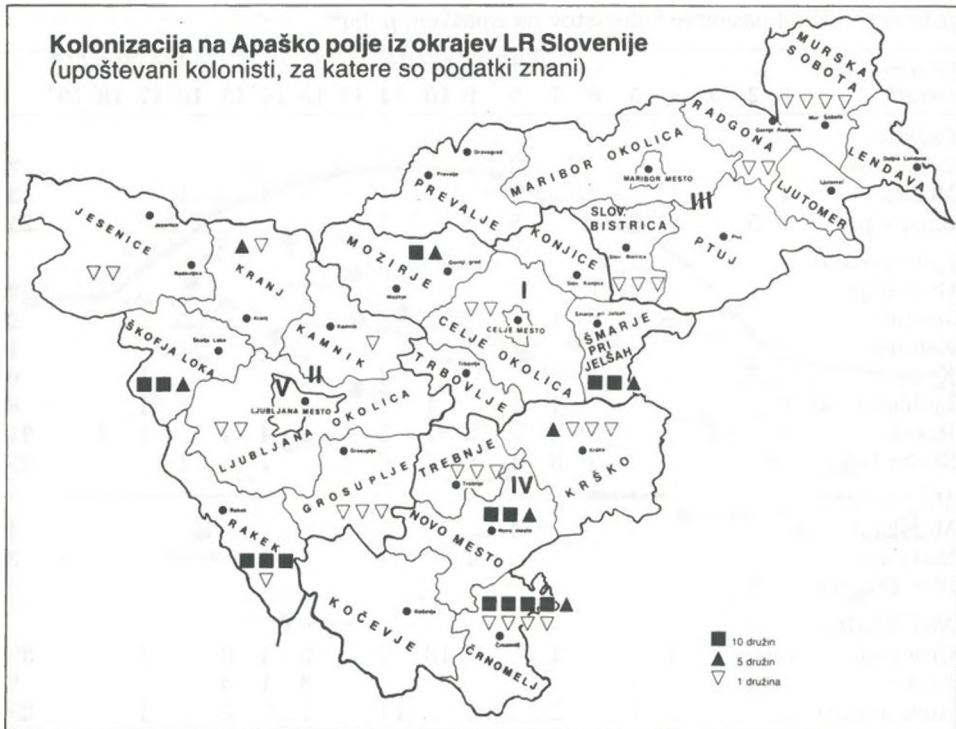 Kolonizacija na Apaško polje iz okrajev LR Slovenije
(upoštevani kolonisti, za katere so podatki znani)
MURSKA
SOBOTA
Mur. Sobota
RADGONA
Gornja Radgona
LENDAVA
Dolnja Lendava
LJUTOMER
Ljutomer
MARIBOR OKOLICA
MARIBOR MESTO
III
PTUJ
Ptuj
Dravograd
Prevalje
PREVALJE
SLOV.
BISTRICA
Slov. Bistrica
KONJICE
Slov. Konjice
JESENICE
Jesenice
Radovljica
KRANJ
Kranj
MOZIRJE
Gornji grad
Mozirje
I
CELJE MESTO
CELJE OKOLICA
Šmarje pri Jelšah
ŠMARJE
PRI
JELŠAH
KAMNIK
Kamnik
II
ŠKOFJA LOKA
Škofja Loka
TRBOVLJE
Trbovlje
V
LJUBLJANA MESTO
LJUBLJANA OKOLICA
Grosuplje
GROSUPLJE
TREBNJE
Trebnje
IV
KRŠKO
Krško
NOVO MESTO
Novo mesto
Rakek
RAKEK
KOČEVJE
Kočevje
ČRNOMELJ
Črnomelj
10 družin
5 družin
1 družina